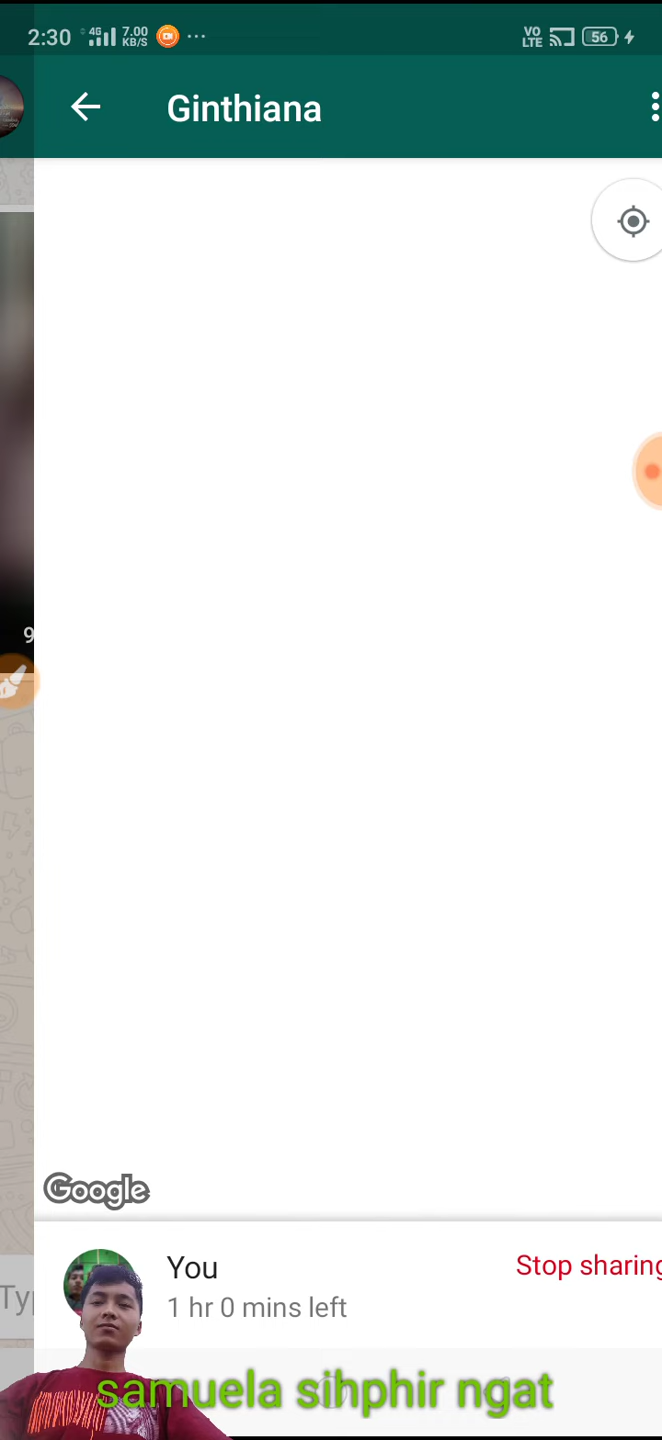 2:30 4G 7.00 KB/S ... VO LTE 56
Ginthiana
9
Google
You
Stop sharing
1 hr 0 mins left
Ty
samuela sihphir ngat